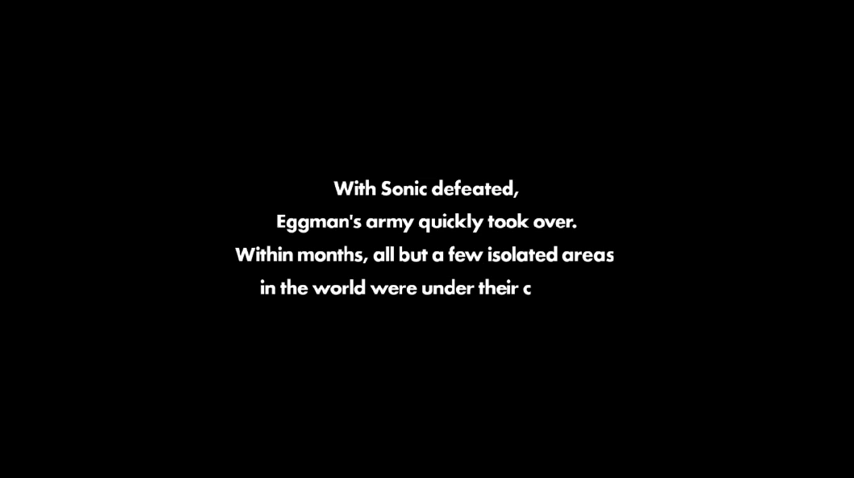 With Sonic defeated,
Eggman's army quickly took over.
Within months, all but a few isolated areas
in the world were under their c